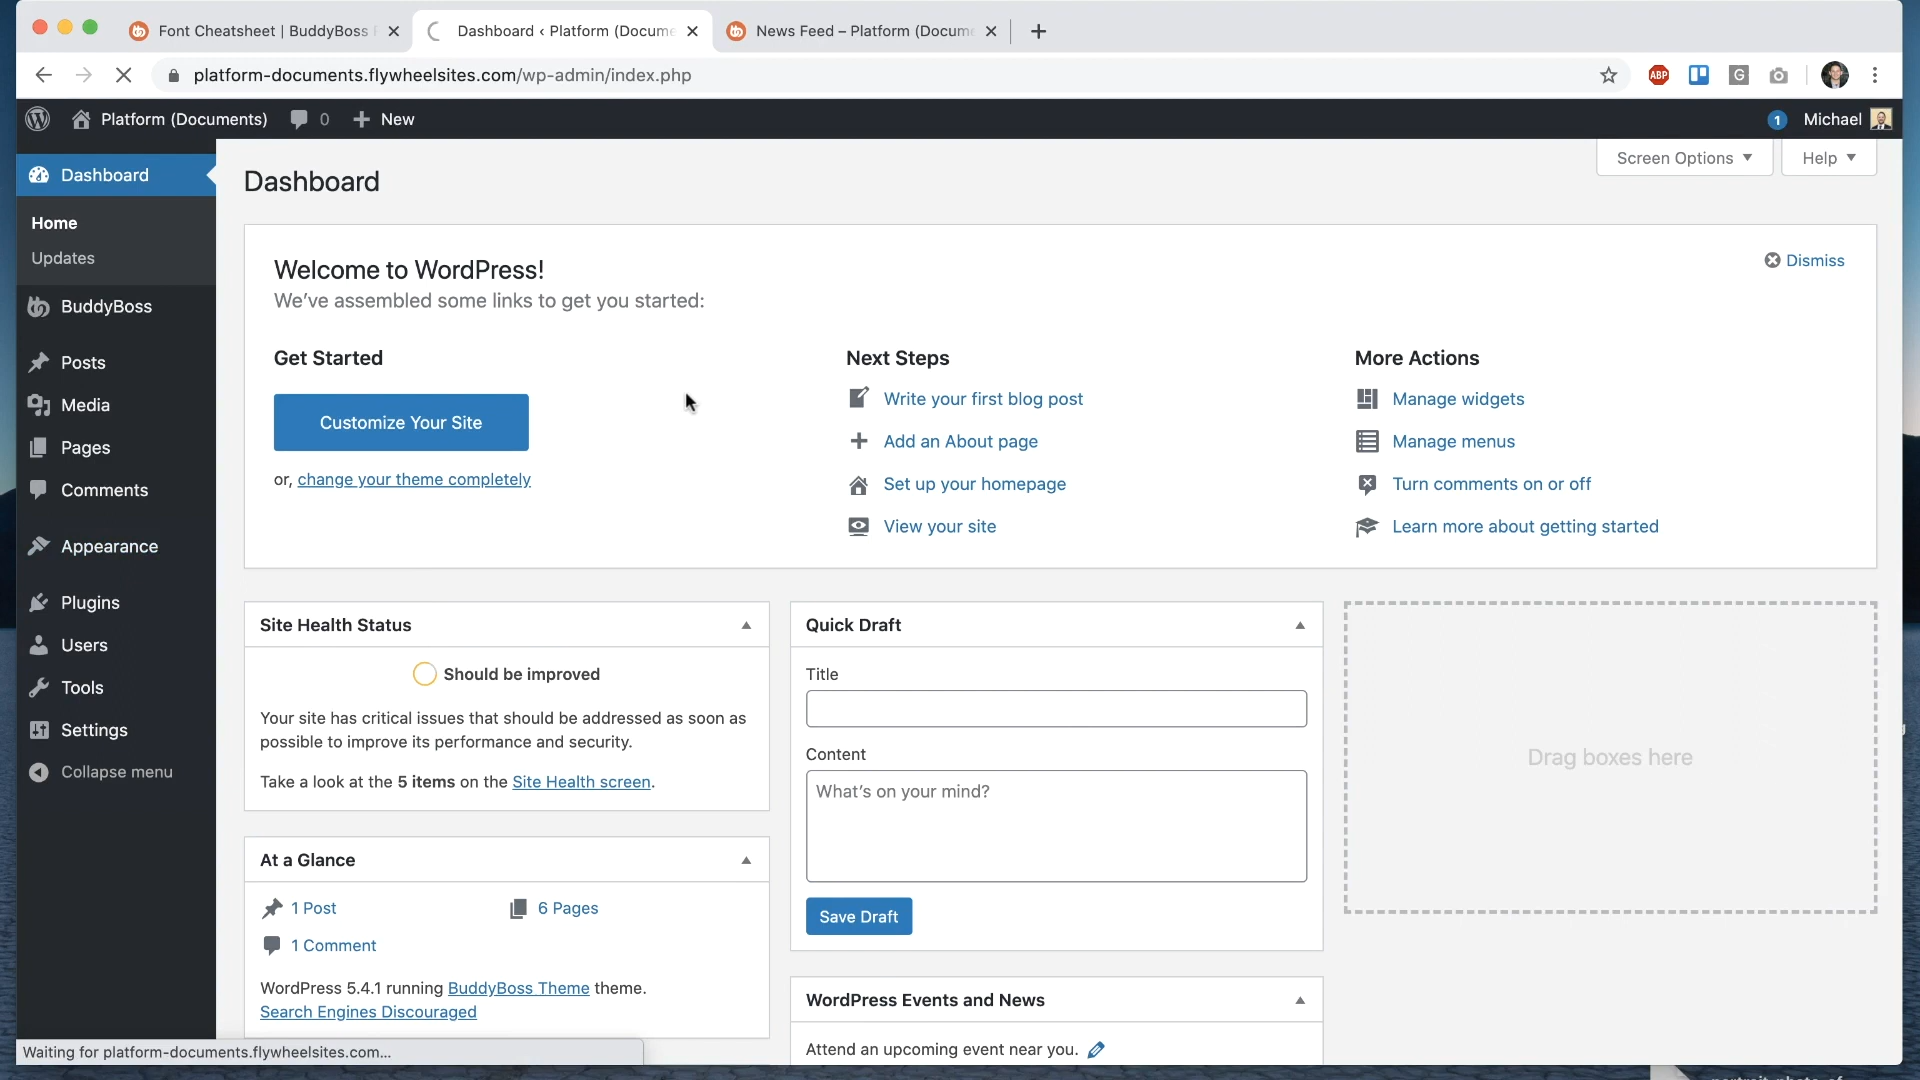 Font Cheatsheet | BuddyBoss
Dashboard ‹ Platform (Docume
News Feed – Platform (Docume
platform-documents.flywheelsites.com/wp-admin/index.php
ABP
G
Platform (Documents)
0
New
1
Michael
Dashboard
Home
Updates
BuddyBoss
Posts
Media
Pages
Comments
Appearance
Plugins
Users
Tools
Settings
Collapse menu
Screen Options
Help
Dashboard
Welcome to WordPress!
We've assembled some links to get you started:
Dismiss
Get Started
Customize Your Site
or, change your theme completely
Next Steps
Write your first blog post
Add an About page
Set up your homepage
View your site
More Actions
Manage widgets
Manage menus
Turn comments on or off
Learn more about getting started
Site Health Status
Should be improved
Your site has critical issues that should be addressed as soon as
possible to improve its performance and security.
Take a look at the 5 items on the Site Health screen.
At a Glance
1 Post
6 Pages
1 Comment
WordPress 5.4.1 running BuddyBoss Theme theme.
Search Engines Discouraged
Quick Draft
Title
Content
What's on your mind?
Save Draft
WordPress Events and News
Attend an upcoming event near you.
Drag boxes here
Waiting for platform-documents.flywheelsites.com...